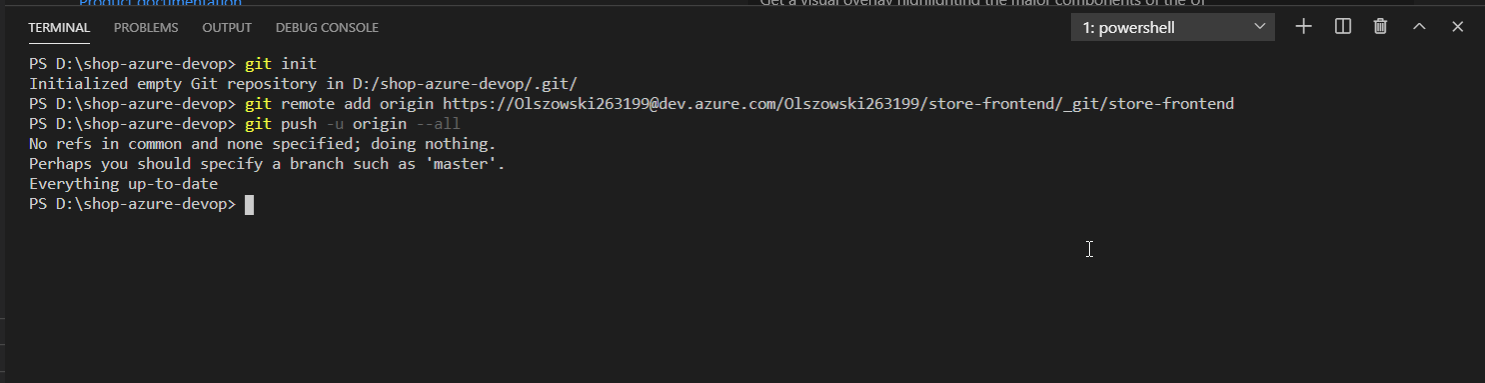 Product documentation
Get a visual overlay highlighting the major components of the of
TERMINAL PROBLEMS OUTPUT DEBUG CONSOLE 1: powershell
PS D:\shop-azure-devop> git init
Initialized empty Git repository in D:/shop-azure-devop/.git/
PS D:\shop-azure-devop> git remote add origin https://Olszowski263199@dev.azure.com/Olszowski263199/store-frontend/_git/store-frontend
PS D:\shop-azure-devop> git push -u origin --all
No refs in common and none specified; doing nothing.
Perhaps you should specify a branch such as 'master'.
Everything up-to-date
PS D:\shop-azure-devop>